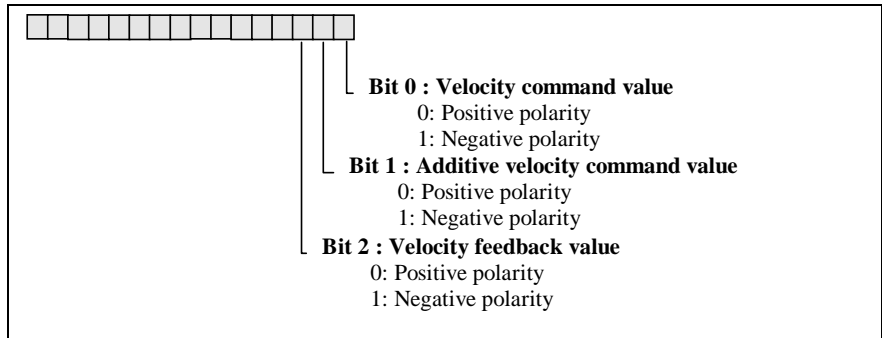 Bit 0 : Velocity command value
0: Positive polarity
1: Negative polarity
Bit 1 : Additive velocity command value
0: Positive polarity
1: Negative polarity
Bit 2 : Velocity feedback value
0: Positive polarity
1: Negative polarity